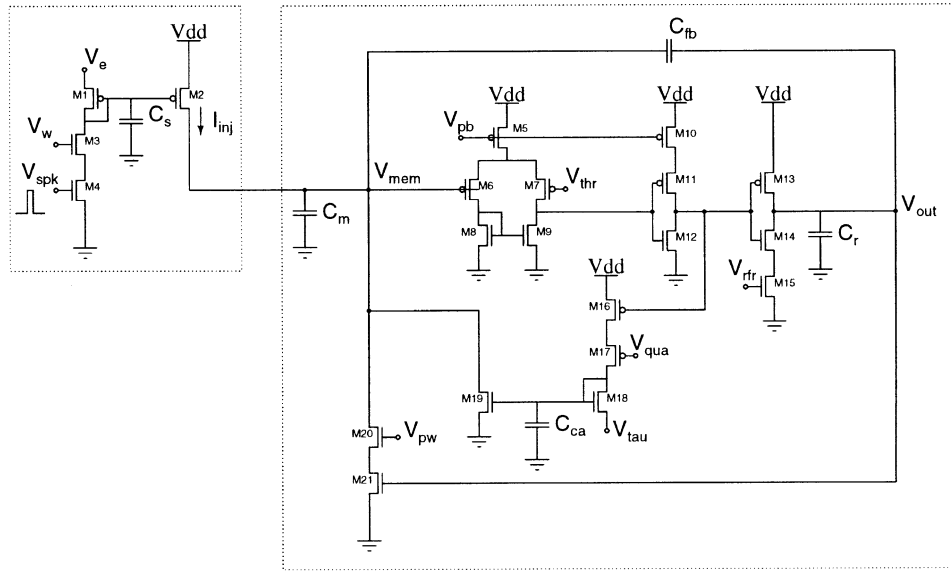 Vdd
Cfb
Ve
M1
M2
Cs
Iinj
Vw
M3
Vspk
M4
Vdd
Vdd
Vdd
Vpb
M5
M10
Vmem
M6
M7
Vthr
M11
M13
Vout
Cm
M8
M9
M12
M14
Cr
Vdd
Vrfr
M15
M16
M17
Vqua
M19
M18
Cca
Vtau
M20
Vpw
M21